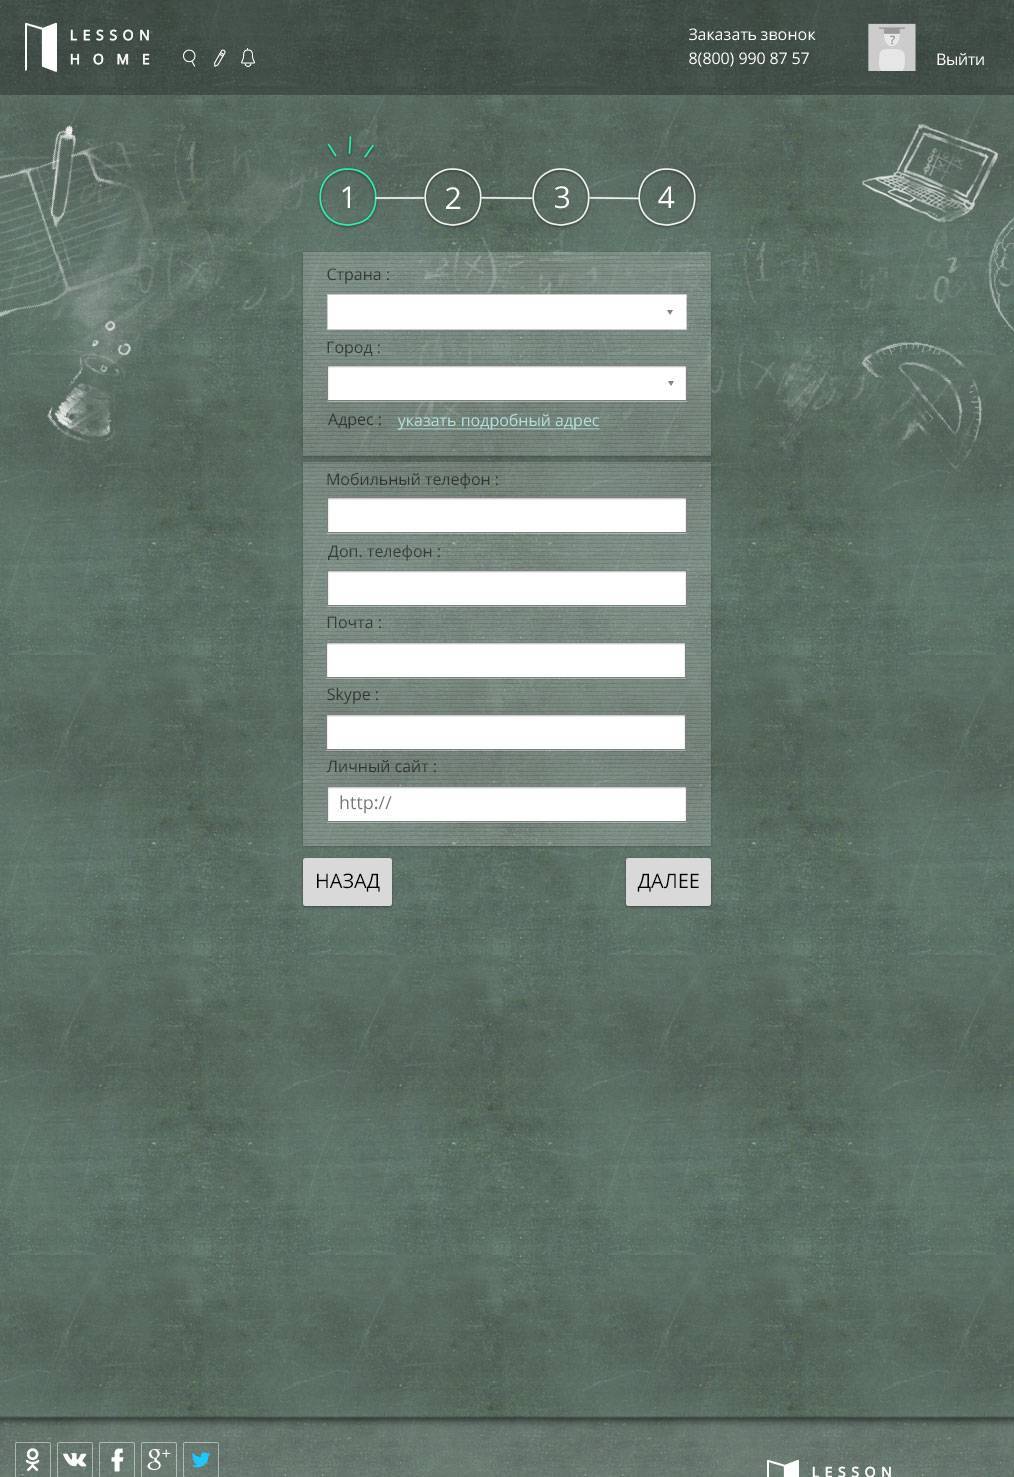 LESSON
HOME
Заказать звонок
8(800) 990 87 57
?
Выйти
1
2
3
4
Страна :
Город :
Адрес : указать подробный адрес
Мобильный телефон :
Доп. телефон :
Почта :
Skype :
Личный сайт :
http://
НАЗАД
ДАЛЕЕ
g+
LESSON